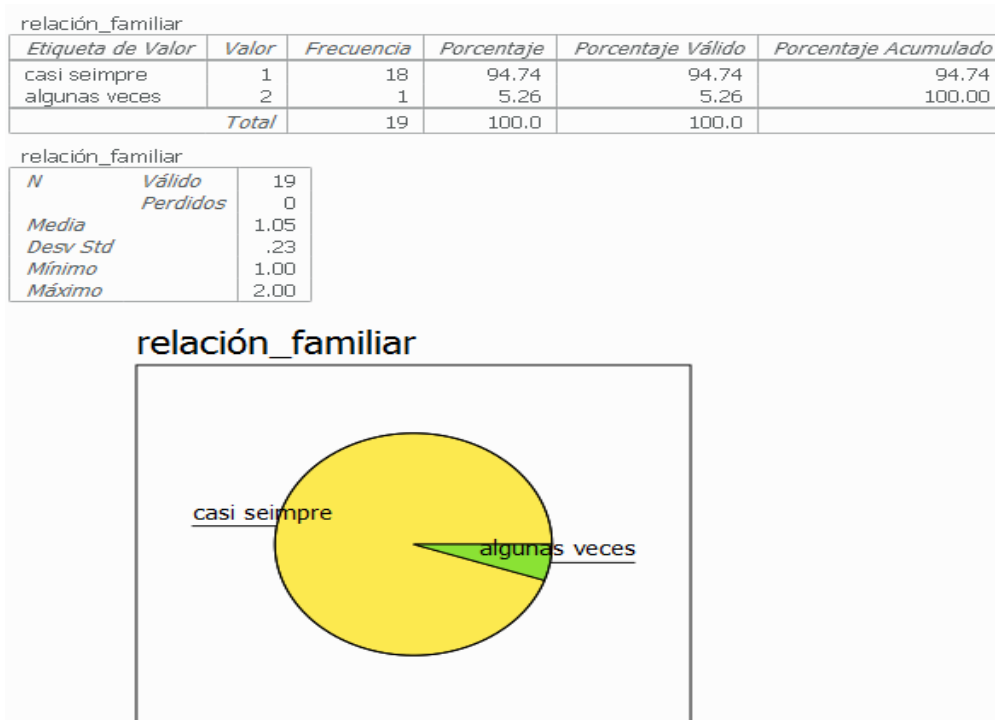 relación_familiar
Etiqueta de Valor Valor Frecuencia Porcentaje Porcentaje Válido Porcentaje Acumulado
casi seimpre 1 18 94.74 94.74 94.74
algunas veces 2 1 5.26 5.26 100.00
Total 19 100.0 100.0
relación_familiar
N Válido 19
Perdidos 0
Media 1.05
Desv Std .23
Mínimo 1.00
Máximo 2.00
relación_familiar
casi seimpre
algunas veces